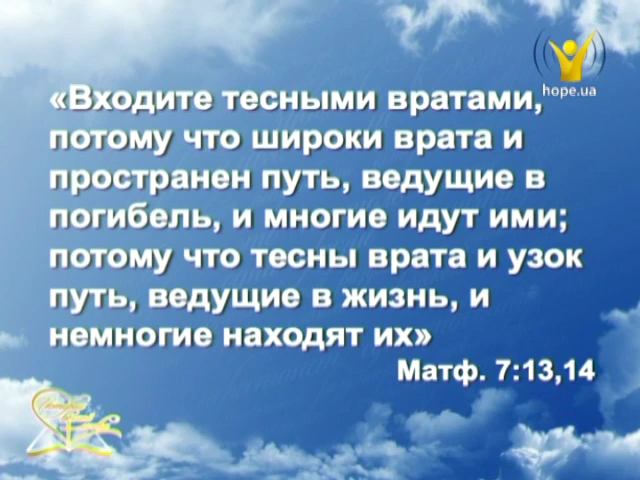 hope.ua
«Входите тесными вратами,
потому что широки врата и
пространен путь, ведущие в
погибель, и многие идут ими;
потому что тесны врата и узок
путь, ведущие в жизнь, и
немногие находят их»
Матф. 7:13,14